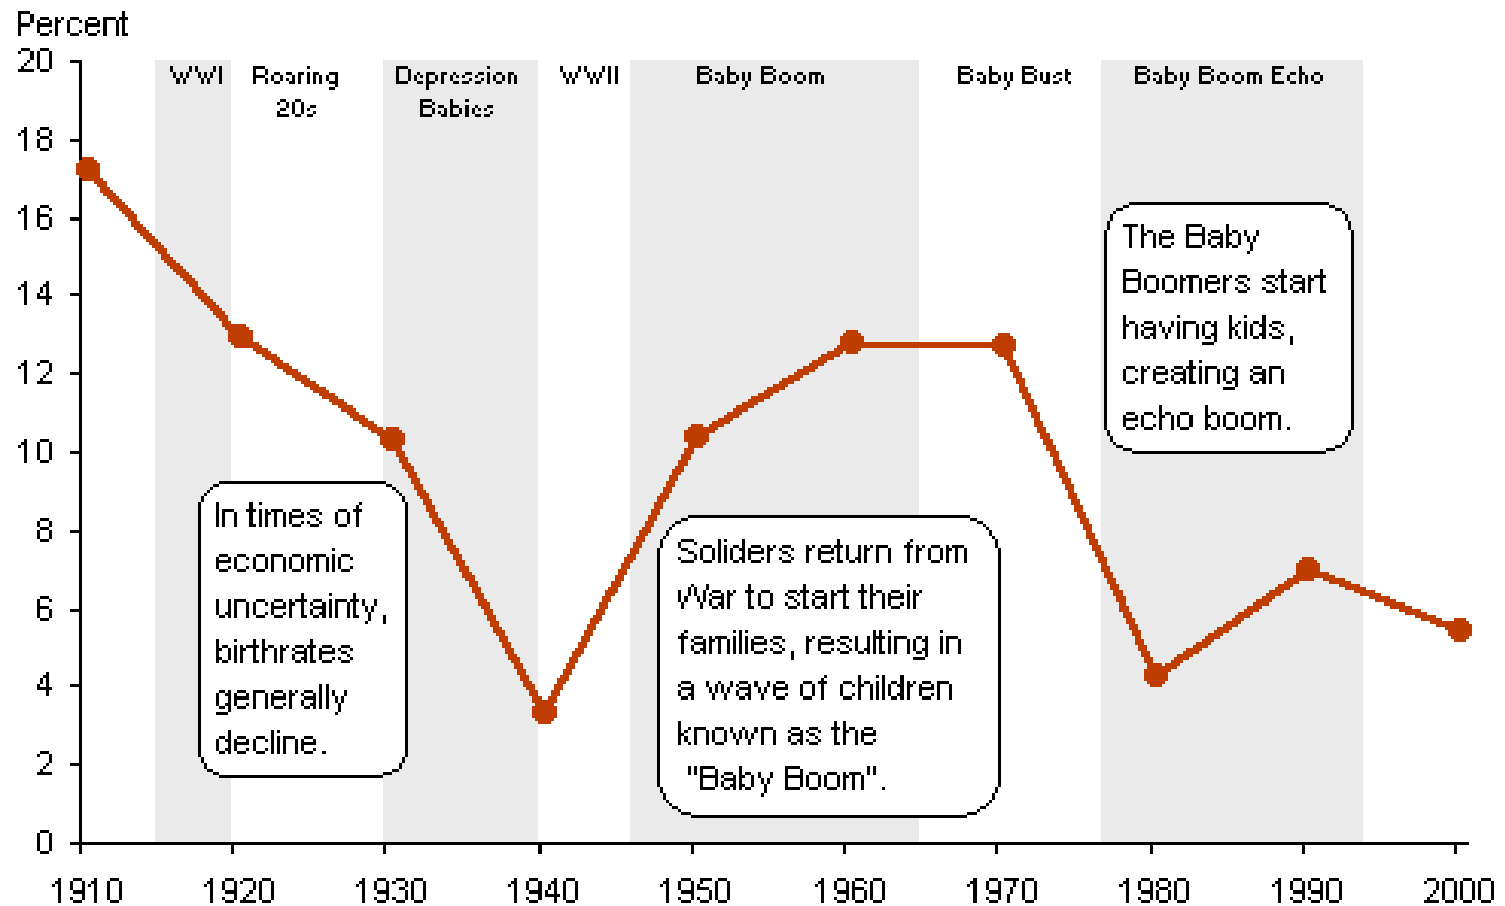 Percent
20
18
16
14
12
10
8
6
4
2
0
WWI
Roaring
20s
Depression
Babies
WWII
Baby Boom
Baby Bust
Baby Boom Echo
The Baby
Boomers start
having kids,
creating an
echo boom.
In times of
economic
uncertainty,
birthrates
generally
decline.
Soliders return from
War to start their
families, resulting in
a wave of children
known as the
"Baby Boom".
1910 1920 1930 1940 1950 1960 1970 1980 1990 2000